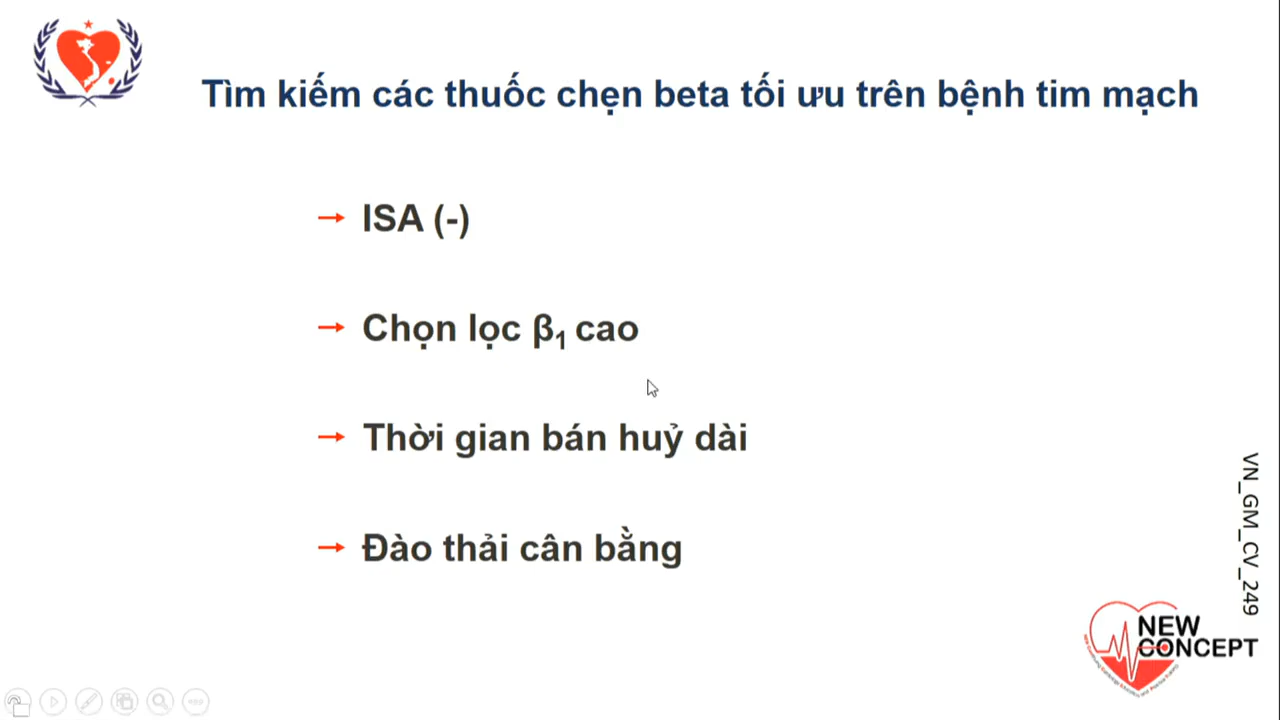 Tìm kiếm các thuốc chẹn beta tối ưu trên bệnh tim mạch
→ ISA (-)
→ Chọn lọc β₁ cao
→ Thời gian bán huỷ dài
→ Đào thải cân bằng
VN_GM_CV_249
NEW
CONCEPT